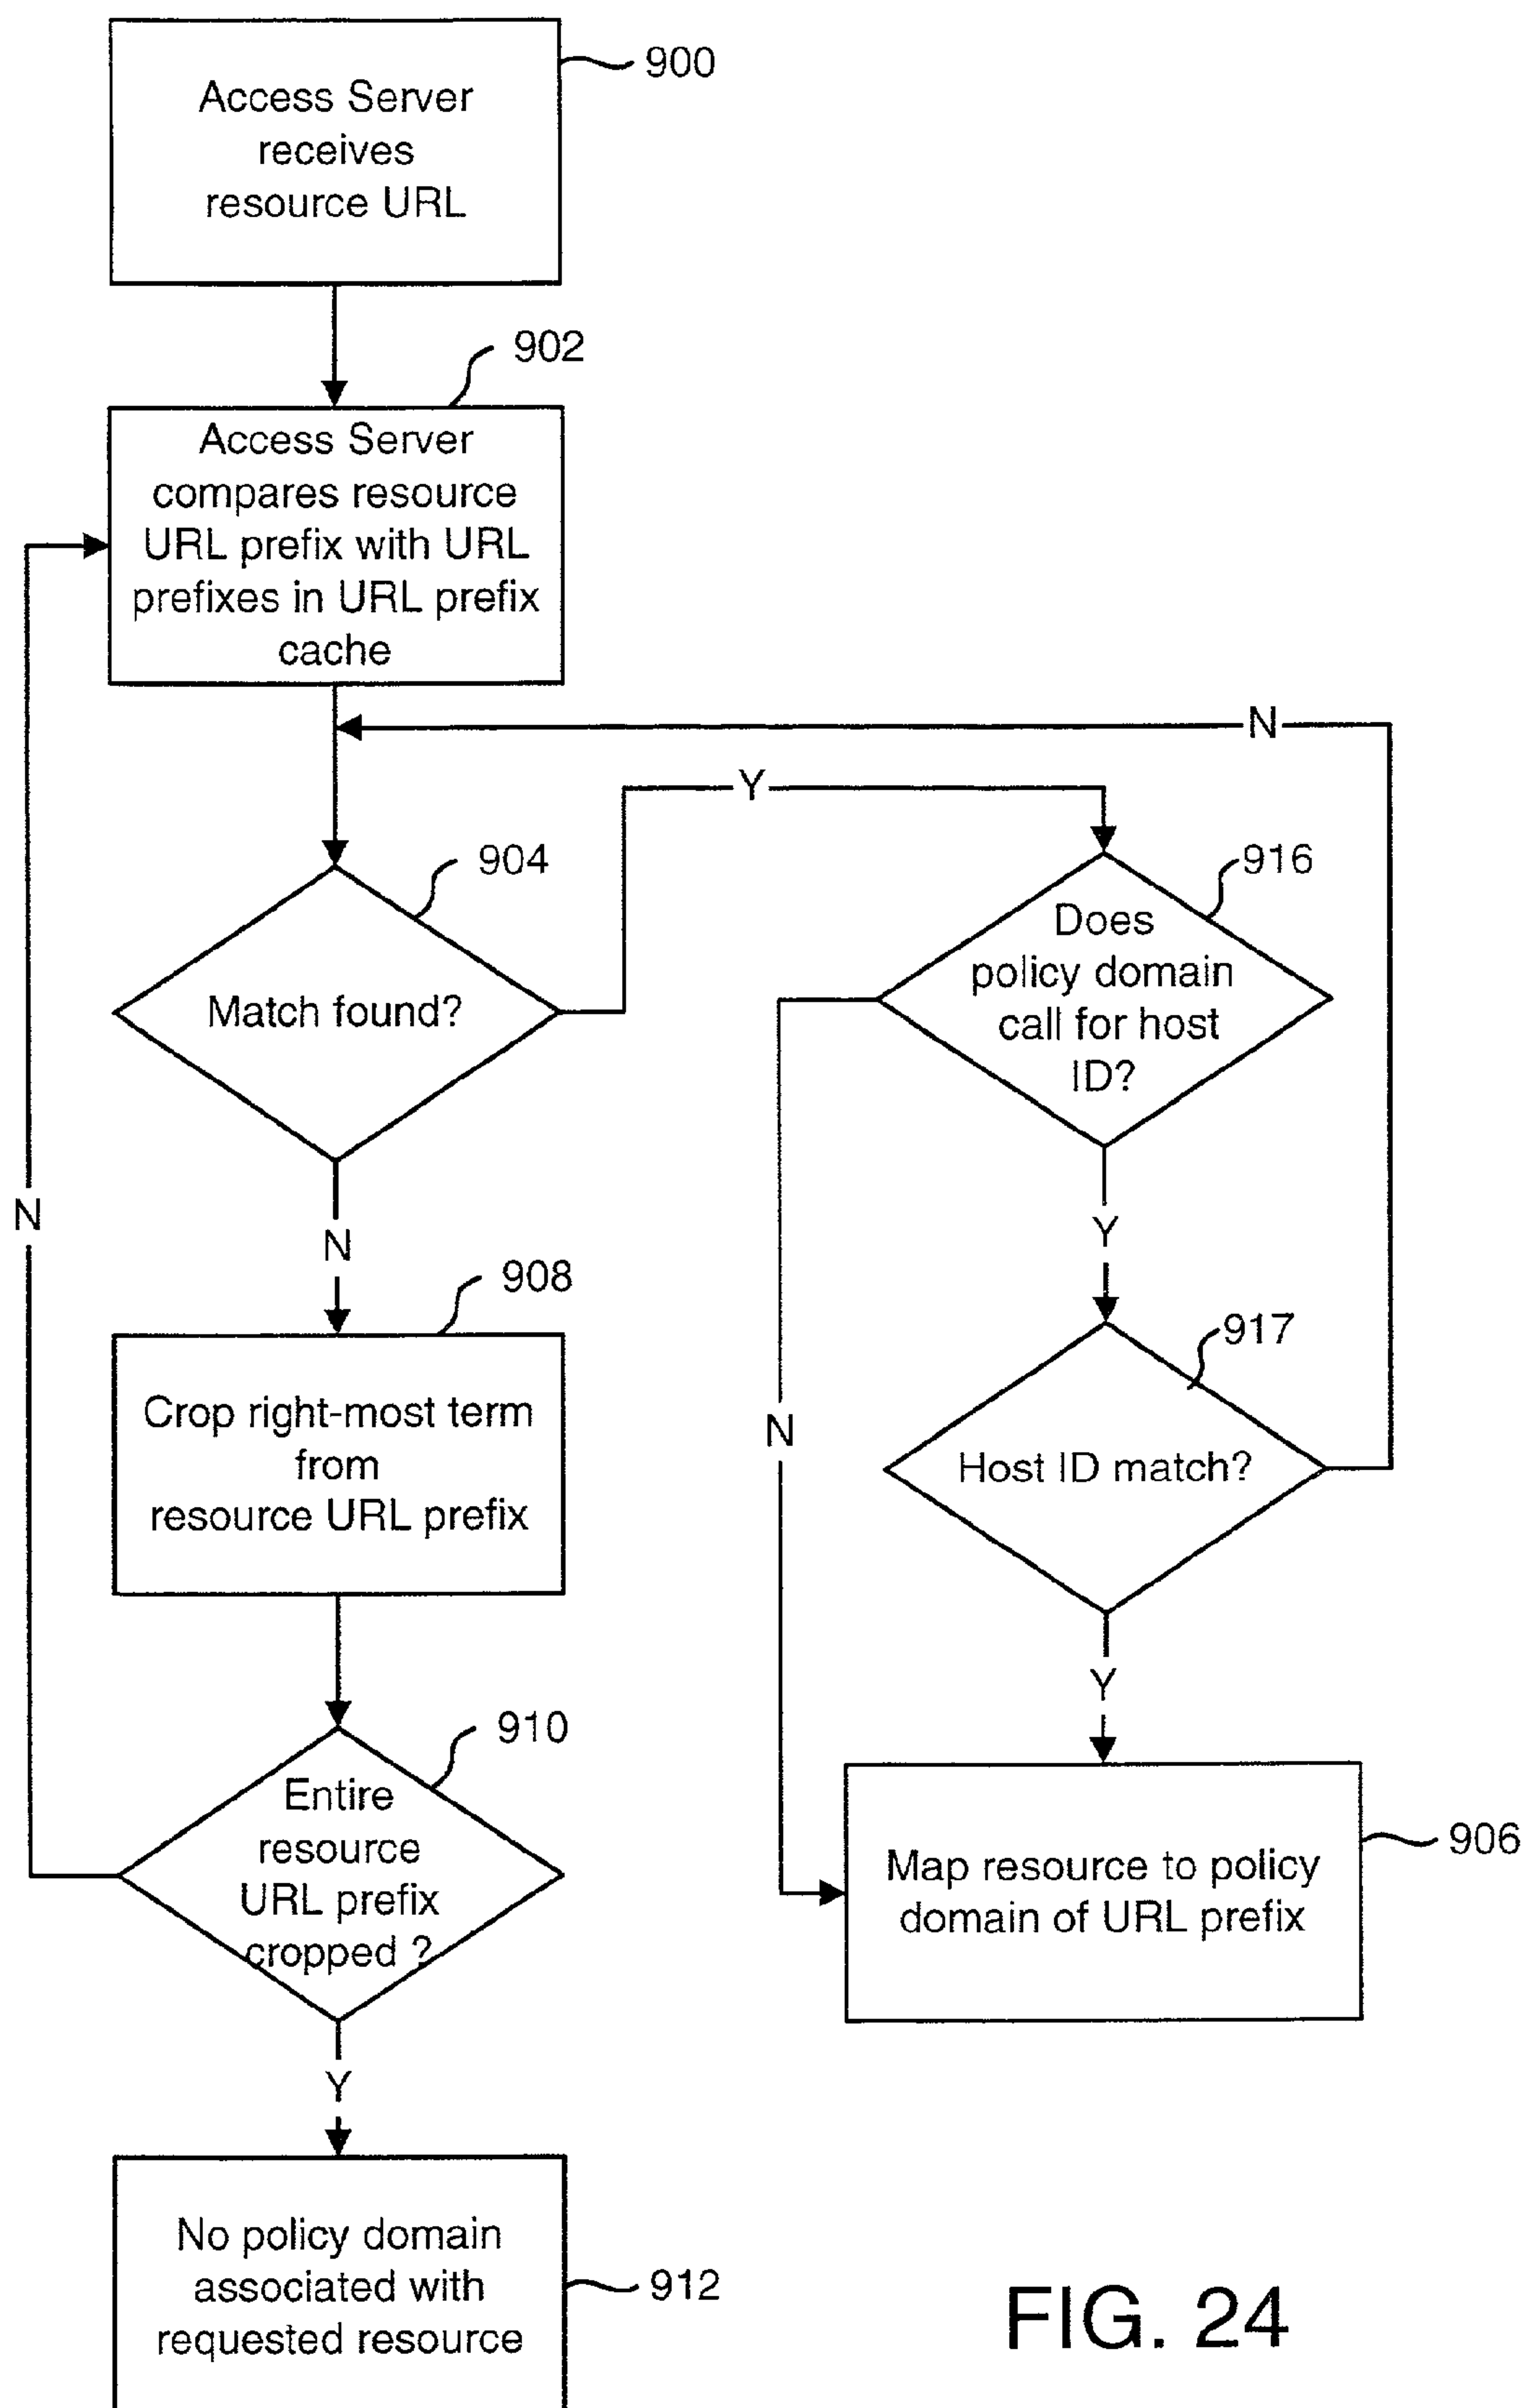 Access Server
receives
resource URL
900
902
Access Server
compares resource
URL prefix with URL
prefixes in URL prefix
cache
N
Y
904
Match found?
916
Does
policy domain
call for host
ID?
N
N
Y
908
Crop right-most term
from
resource URL prefix
917
Host ID match?
N
Y
910
Entire
resource
URL prefix
cropped ?
Map resource to policy
domain of URL prefix
906
Y
No policy domain
associated with
requested resource
912
FIG. 24